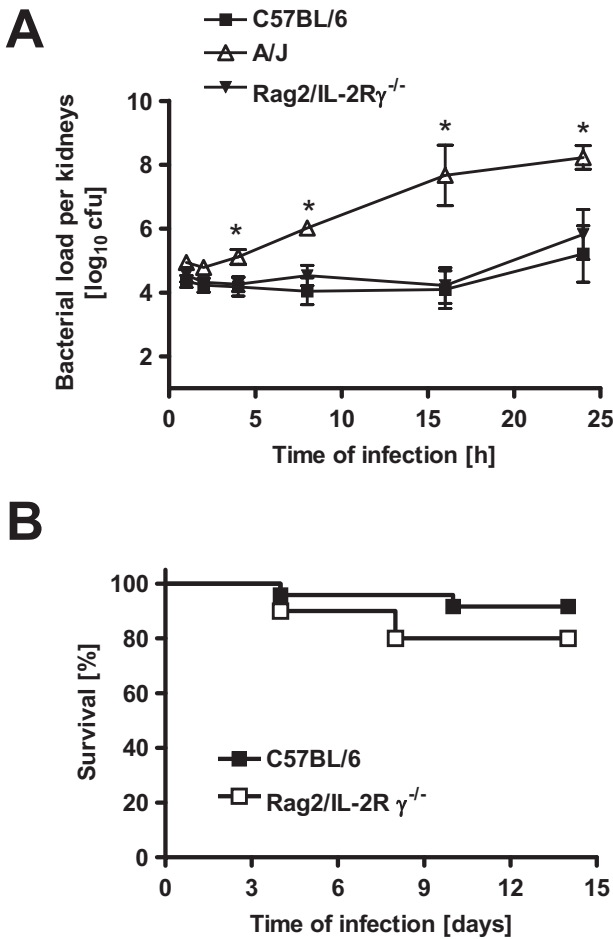 A
C57BL/6
A/J
Rag2/IL-2Rγ-/-
Bacterial load per kidneys
[log10 cfu]
10
8
6
4
2
* * * *
0 5 10 15 20 25
Time of infection [h]
B
Survival [%]
100
80
60
40
20
0
C57BL/6
Rag2/IL-2R γ-/-
0 3 6 9 12 15
Time of infection [days]